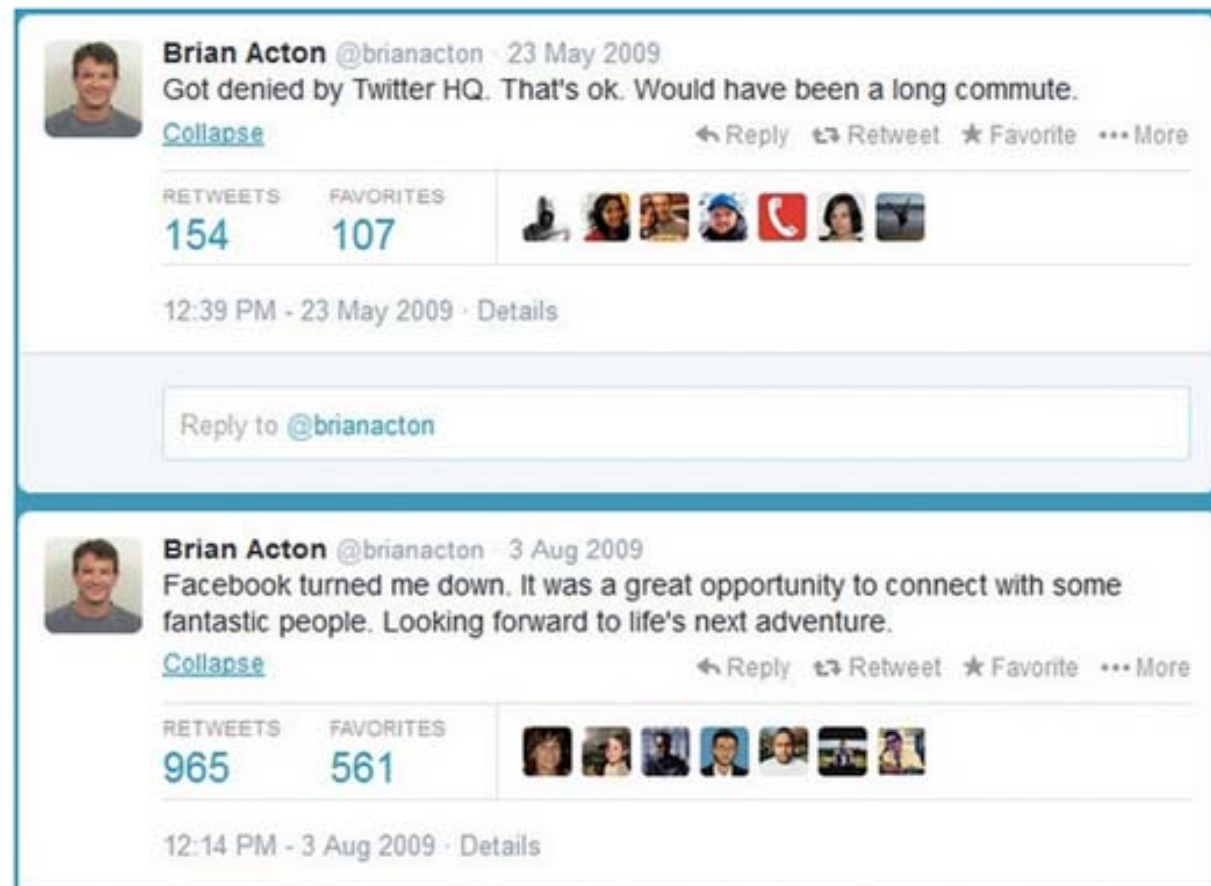 Brian Acton @brianacton · 23 May 2009
Got denied by Twitter HQ. That's ok. Would have been a long commute.
Collapse Reply Retweet Favorite More
RETWEETS FAVORITES
154 107
12:39 PM - 23 May 2009 · Details
Reply to @brianacton
Brian Acton @brianacton · 3 Aug 2009
Facebook turned me down. It was a great opportunity to connect with some
fantastic people. Looking forward to life's next adventure.
Collapse Reply Retweet Favorite More
RETWEETS FAVORITES
965 561
12:14 PM - 3 Aug 2009 · Details